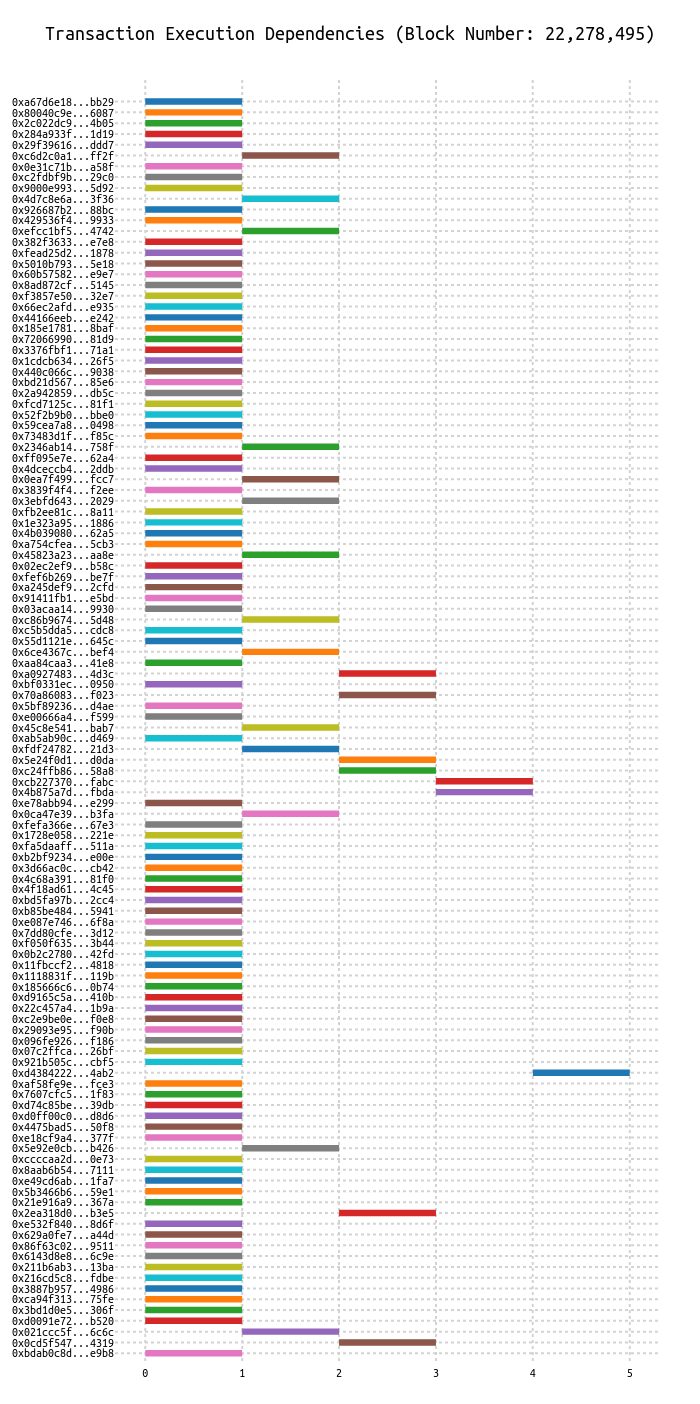 Transaction Execution Dependencies (Block Number: 22,278,495)
0xa67d6e18...bb29
0x80040c9e...6087
0x2c022dc9...4b05
0x284a933f...1d19
0x29f39616...ddd7
0xc6d2c0a1...ff2f
0x0e31c71b...a58f
0xc2fdbf9b...29c0
0x9000e993...5d92
0x4d7c8e6a...3f36
0x926687b2...88bc
0x429536f4...9933
0xefcc1bf5...4742
0x382f3633...e7e8
0xfead25d2...1878
0x5010b793...5e18
0x60b57582...e9e7
0x8ad872cf...5145
0xf3857e50...32e7
0x66ec2afd...e935
0x44166eeb...e242
0x185e1781...8baf
0x72066990...81d9
0x3376fbf1...71a1
0x1cdcb634...26f5
0x440c066c...9038
0xbd21d567...85e6
0x2a942859...db5c
0xfcd7125c...81f1
0x52f2b9b0...bbe0
0x59cea7a8...0498
0x73483d1f...f85c
0x2346ab14...758f
0xff095e7e...62a4
0x4dceccb4...2ddb
0x0ea7f499...fcc7
0x3839f4f4...f2ee
0x3ebfd643...2029
0xfb2ee81c...8a11
0x1e323a95...1886
0x4b039080...62a5
0xa754cfea...5cb3
0x45823a23...aa8e
0x02ec2ef9...b58c
0xfef6b269...be7f
0xa245def9...2cfd
0x91411fb1...e5bd
0x03acaa14...9930
0xc86b9674...5d48
0xc5b5dda5...cdc8
0x55d1121e...645c
0x6ce4367c...bef4
0xaa84caa3...41e8
0xa0927483...4d3c
0xbf0331ec...0950
0x70a86083...f023
0x5bf89236...d4ae
0xe00666a4...f599
0x45c8e541...bab7
0xab5ab90c...d469
0xfdf24782...21d3
0x5e24f0d1...d0da
0xc24ffb86...58a8
0xcb227370...fabc
0x4b875a7d...fbda
0xe78abb94...e299
0x0ca47e39...b3fa
0xfefa366e...67e3
0x1728e058...221e
0xfa5daaff...511a
0xb2bf9234...e00e
0x3d66ac0c...cb42
0x4c68a391...81f0
0x4f18ad61...4c45
0xbd5fa97b...2cc4
0xb85be484...5941
0xe087e746...6f8a
0x7dd80cfe...3d12
0xf050f635...3b44
0x0b2c2780...42fd
0x11fbccf2...4818
0x1118831f...119b
0x185666c6...0b74
0xd9165c5a...410b
0x22c457a4...1b9a
0xc2e9be0e...f0e8
0x29093e95...f90b
0x096fe926...f186
0x07c2ffca...26bf
0x921b505c...cbf5
0xd4384222...4ab2
0xaf58fe9e...fce3
0x7607cfc5...1f83
0xd74c85be...39db
0xd0ff00c0...d8d6
0x4475bad5...50f8
0xe18cf9a4...377f
0x5e92e0cb...b426
0xccccaa2d...0e73
0x8aab6b54...7111
0xe49cd6ab...1fa7
0x5b3466b6...59e1
0x21e916a9...367a
0x2ea318d0...b3e5
0xe532f840...8d6f
0x629a0fe7...a44d
0x86f63c02...9511
0x6143d8e8...6c9e
0x211b6ab3...13ba
0x216cd5c8...fdbe
0x3887b957...4986
0xca94f313...75fe
0x3bd1d0e5...306f
0xd0091e72...b520
0x021ccc5f...6c6c
0x0cd5f547...4319
0xbdab0c8d...e9b8
0 1 2 3 4 5